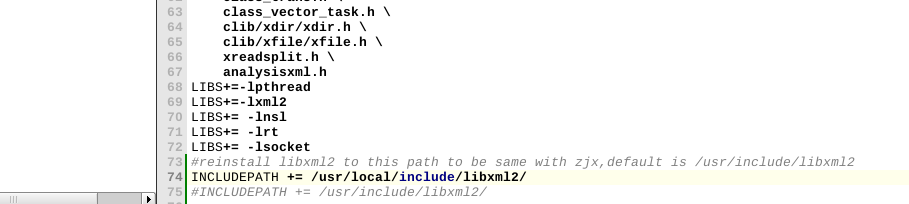 63 class_vector_task.h \
64 clib/xdir/xdir.h \
65 clib/xfile/xfile.h \
66 xreadsplit.h \
67 analysisxml.h
68 LIBS+=-lpthread
69 LIBS+=-lxml2
70 LIBS+= -lnsl
71 LIBS+= -lrt
72 LIBS+= -lsocket
73 #reinstall libxml2 to this path to be same with zjx,default is /usr/include/libxml2
74 INCLUDEPATH += /usr/local/include/libxml2/
75 #INCLUDEPATH += /usr/include/libxml2/